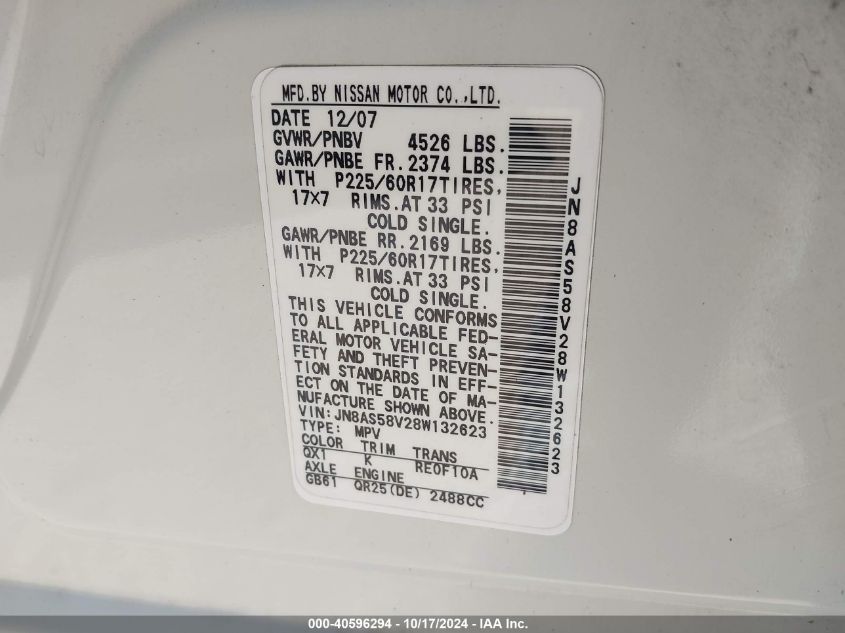 MFD.BY NISSAN MOTOR CO.,LTD.
DATE 12/07
GVWR/PNBV 4526 LBS.
GAWR/PNBE FR.2374 LBS.
WITH P225/60R17TIRES,
17x7 RIMS.AT 33 PSI
COLD SINGLE.
GAWR/PNBE RR.2169 LBS.
WITH P225/60R17TIRES,
17x7 RIMS.AT 33 PSI
COLD SINGLE.
THIS VEHICLE CONFORMS
TO ALL APPLICABLE FED-
ERAL MOTOR VEHICLE SA-
FETY AND THEFT PREVEN-
TION STANDARDS IN EFF-
ECT ON THE DATE OF MA-
NUFACTURE SHOWN ABOVE.
VIN:JN8AS58V28W132623
TYPE: MPV
COLOR TRIM TRANS
QX1 K RE0F10A
AXLE ENGINE
GB61 QR25(DE) 2488CC
JN8AS58V28W132623
000-40596294 - 10/17/2024 - IAA Inc.